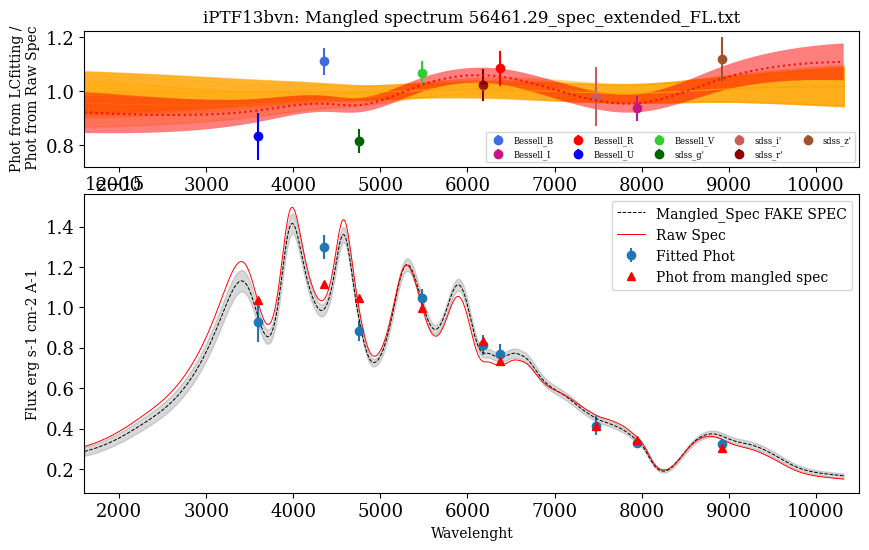 iPTF13bvn: Mangled spectrum 56461.29_spec_extended_FL.txt
Phot from LCfitting /
Phot from Raw Spec
1.2
1.0
0.8
Bessell_B Bessell_R Bessell_V sdss_i' sdss_z'
Bessell_I Bessell_U sdss_g' sdss_r'
2000 3000 4000 5000 6000 7000 8000 9000 10000
1e−15
Flux erg s-1 cm-2 A-1
1.4
1.2
1.0
0.8
0.6
0.4
0.2
Mangled_Spec FAKE SPEC
Raw Spec
Fitted Phot
Phot from mangled spec
2000 3000 4000 5000 6000 7000 8000 9000 10000
Wavelenght